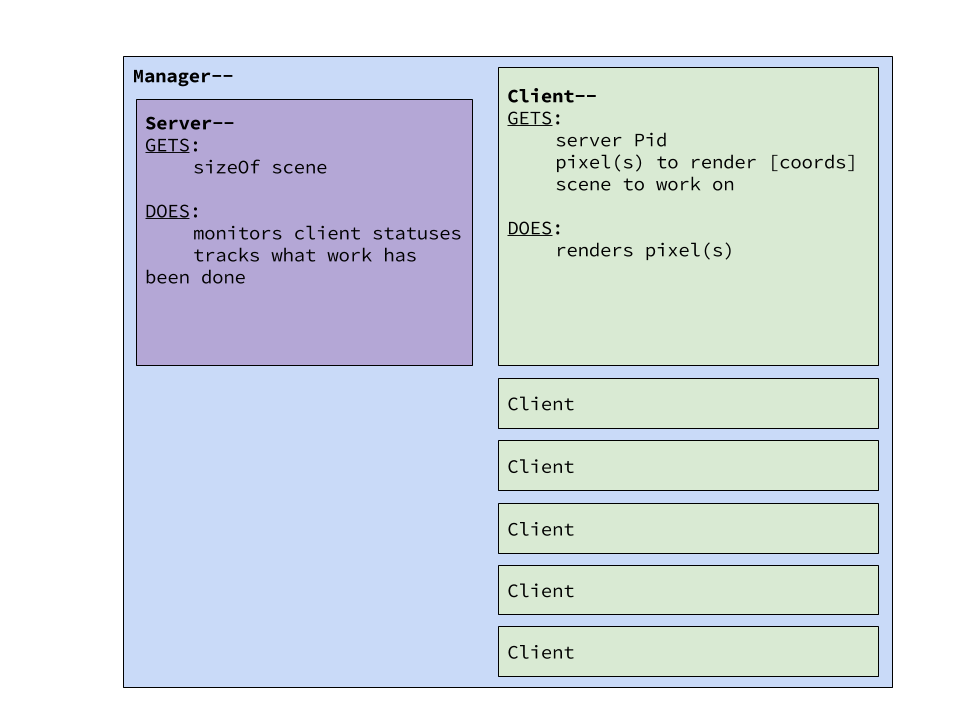 Manager--
Server--
GETS:
sizeOf scene
DOES:
monitors client statuses
tracks what work has
been done
Client--
GETS:
server Pid
pixel(s) to render [coords]
scene to work on
DOES:
renders pixel(s)
Client
Client
Client
Client
Client